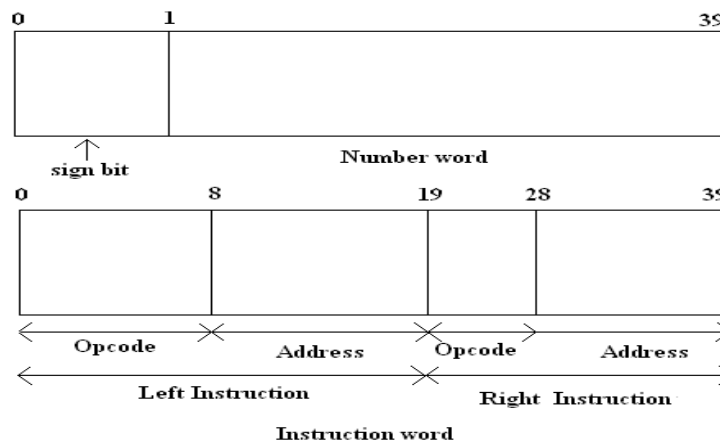 0 1 39
sign bit
Number word
0 8 19 28 39
Opcode Address Opcode Address
Left Instruction Right Instruction
Instruction word